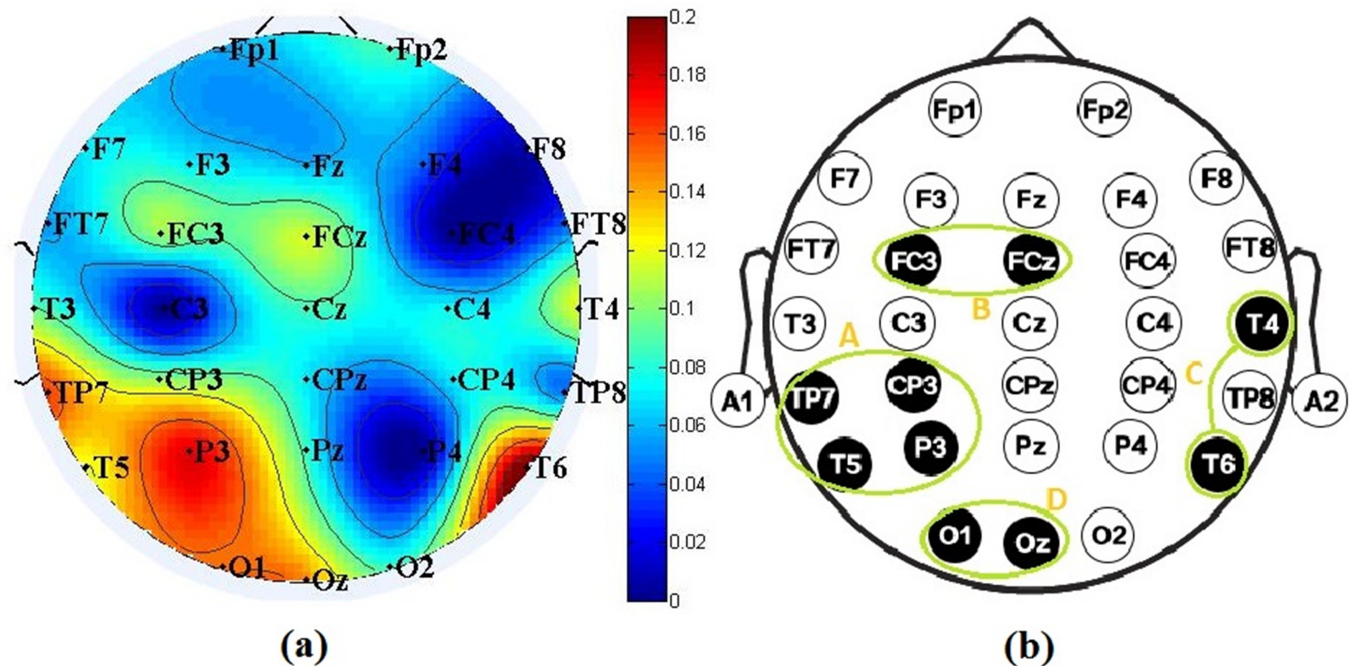 Fp1 Fp2
F7 F3 Fz F4 F8
FT7 FC3 FCz FC4 FT8
T3 C3 Cz C4 T4
TP7 CP3 CPz CP4 TP8
T5 P3 Pz P4 T6
O1 Oz O2
0.2
0.18
0.16
0.14
0.12
0.1
0.08
0.06
0.04
0.02
0
(a)
Fp1 Fp2
F7 F3 Fz F4 F8
FT7 FC3 FCz FC4 FT8
B
T3 C3 Cz C4 T4
A C
A1 TP7 CP3 CPz CP4 TP8 A2
T5 P3 Pz P4 T6
D
O1 Oz O2
(b)